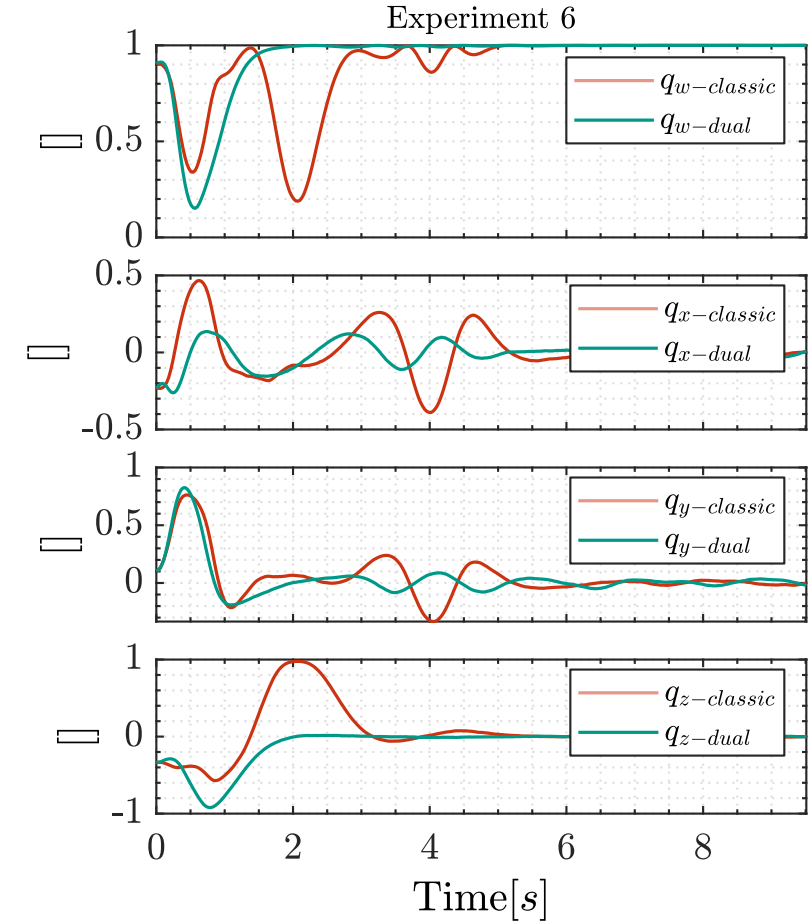 Experiment 6
1
0.5
0
[]
q_{w-classic}
q_{w-dual}
0.5
0
-0.5
[]
q_{x-classic}
q_{x-dual}
1
0.5
0
[]
q_{y-classic}
q_{y-dual}
1
0
-1
[]
q_{z-classic}
q_{z-dual}
0 2 4 6 8
Time[s]